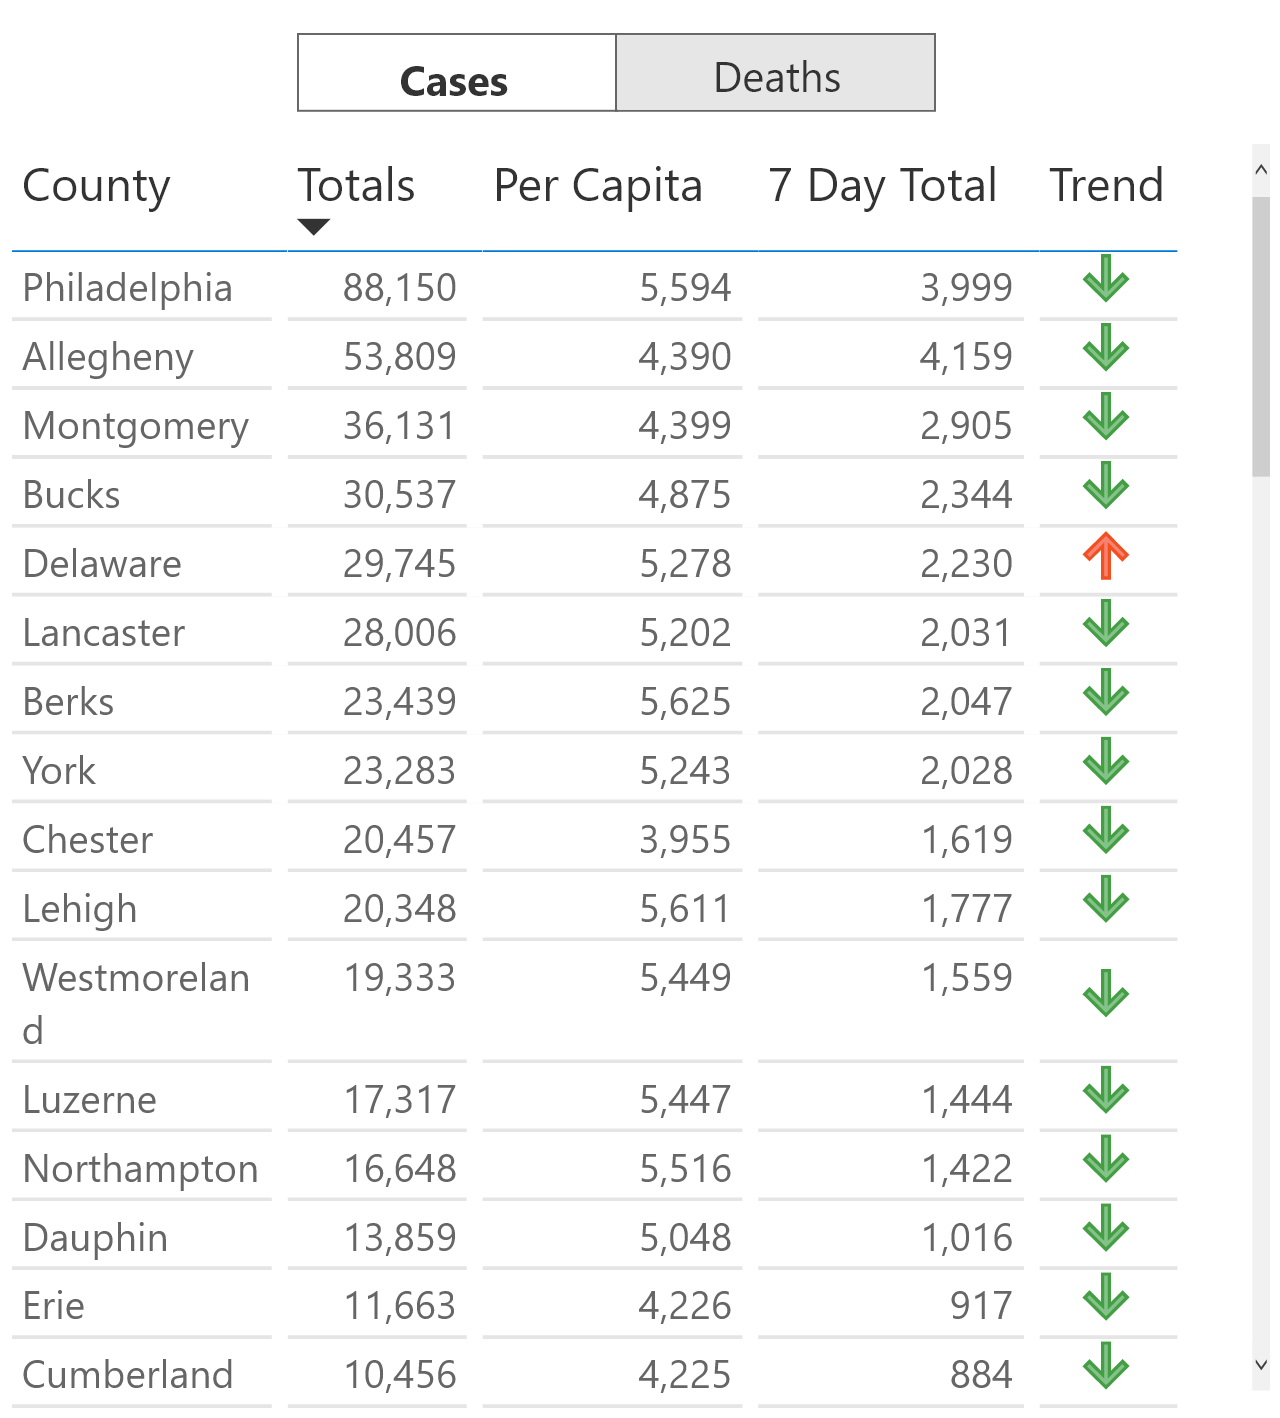 Cases Deaths
County Totals Per Capita 7 Day Total Trend
Philadelphia 88,150 5,594 3,999
Allegheny 53,809 4,390 4,159
Montgomery 36,131 4,399 2,905
Bucks 30,537 4,875 2,344
Delaware 29,745 5,278 2,230
Lancaster 28,006 5,202 2,031
Berks 23,439 5,625 2,047
York 23,283 5,243 2,028
Chester 20,457 3,955 1,619
Lehigh 20,348 5,611 1,777
Westmorelan 19,333 5,449 1,559
d
Luzerne 17,317 5,447 1,444
Northampton 16,648 5,516 1,422
Dauphin 13,859 5,048 1,016
Erie 11,663 4,226 917
Cumberland 10,456 4,225 884